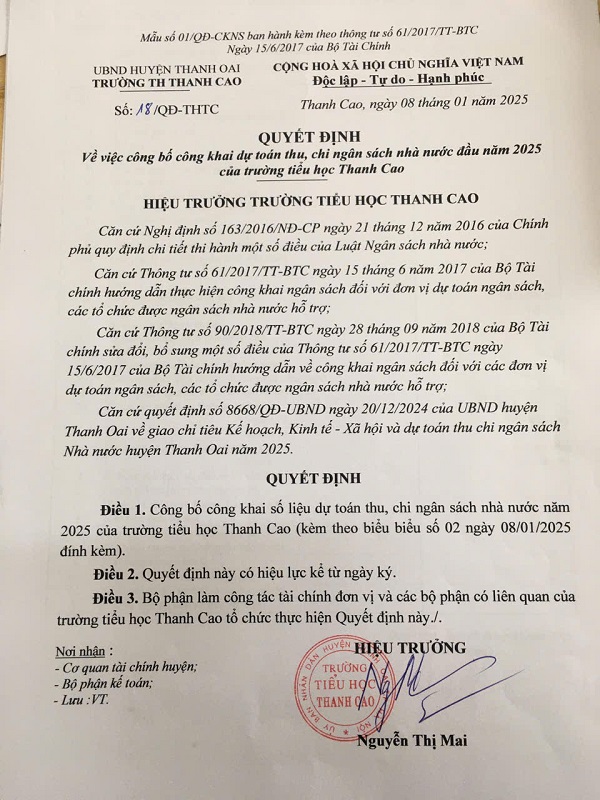 Mẫu số 01/QĐ-CKNS ban hành kèm theo thông tư số 61/2017/TT-BTC
Ngày 15/6/2017 của Bộ Tài Chính
UBND HUYỆN THANH OAI
TRƯỜNG TH THANH CAO
CỘNG HOÀ XÃ HỘI CHỦ NGHĨA VIỆT NAM
Độc lập - Tự do - Hạnh phúc
Số: 18/QĐ-THTC
Thanh Cao, ngày 08 tháng 01 năm 2025
QUYẾT ĐỊNH
Về việc công bố công khai dự toán thu, chi ngân sách nhà nước đầu năm 2025
của trường tiểu học Thanh Cao
HIỆU TRƯỞNG TRƯỜNG TIỂU HỌC THANH CAO
Căn cứ Nghị định số 163/2016/NĐ-CP ngày 21 tháng 12 năm 2016 của Chính
phủ quy định chi tiết thi hành một số điều của Luật Ngân sách nhà nước;
Căn cứ Thông tư số 61/2017/TT-BTC ngày 15 tháng 6 năm 2017 của Bộ Tài
chính hướng dẫn thực hiện công khai ngân sách đối với đơn vị dự toán ngân sách,
các tổ chức được ngân sách nhà nước hỗ trợ;
Căn cứ Thông tư số 90/2018/TT-BTC ngày 28 tháng 09 năm 2018 của Bộ Tài
chính sửa đổi, bổ sung một số điều của Thông tư số 61/2017/TT-BTC ngày
15/6/2017 của Bộ Tài chính hướng dẫn về công khai ngân sách đối với các đơn vị
dự toán ngân sách, các tổ chức được ngân sách nhà nước hỗ trợ;
Căn cứ quyết định số 8668/QĐ-UBND ngày 20/12/2024 của UBND huyện
Thanh Oai về giao chỉ tiêu Kế hoạch, Kinh tế - Xã hội và dự toán thu chi ngân sách
Nhà nước huyện Thanh Oai năm 2025.
QUYẾT ĐỊNH
Điều 1. Công bố công khai số liệu dự toán thu, chi ngân sách nhà nước năm
2025 của trường tiểu học Thanh Cao (kèm theo biểu biểu số 02 ngày 08/01/2025
đính kèm).
Điều 2. Quyết định này có hiệu lực kể từ ngày ký.
Điều 3. Bộ phận làm công tác tài chính đơn vị và các bộ phận có liên quan của
trường tiểu học Thanh Cao tổ chức thực hiện Quyết định này./.
Nơi nhận :
- Cơ quan tài chính huyện;
- Bộ phận kế toán;
- Lưu :VT.
HIỆU TRƯỞNG
TRƯỜNG
TIỂU HỌC
THANH CAO
Nguyễn Thị Mai